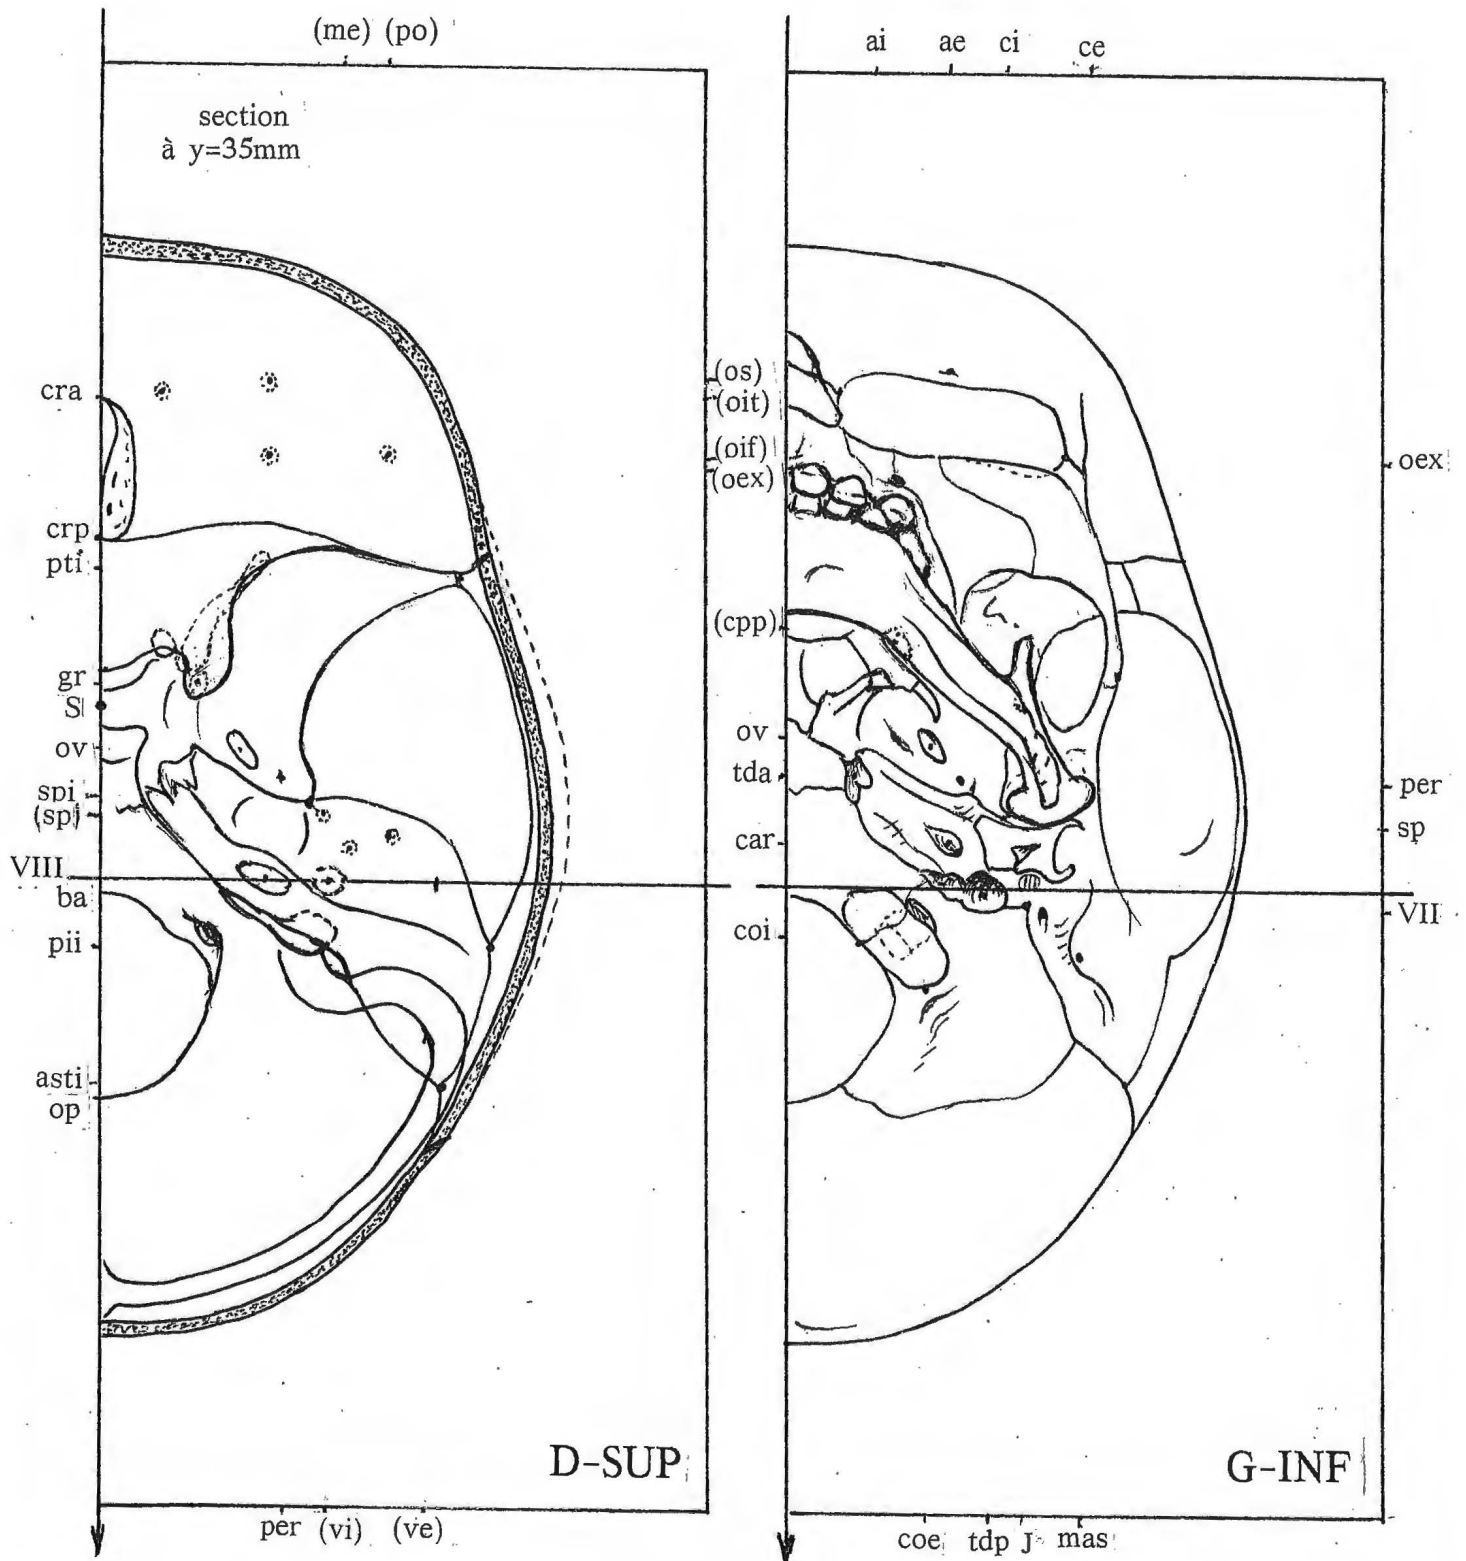 (me) (po)
section
à y=35mm
cra
crp
pti
gr
S
ov
spi
(sp)
VIII
ba
pii
asti
op
D-SUP
per (vi) (ve)
ai ae ci ce
(os)
(oit)
(oif)
(oex)
(cpp)
ov
tda
car
coi
oex
per
sp
VII
G-INF
coe tdp J mas